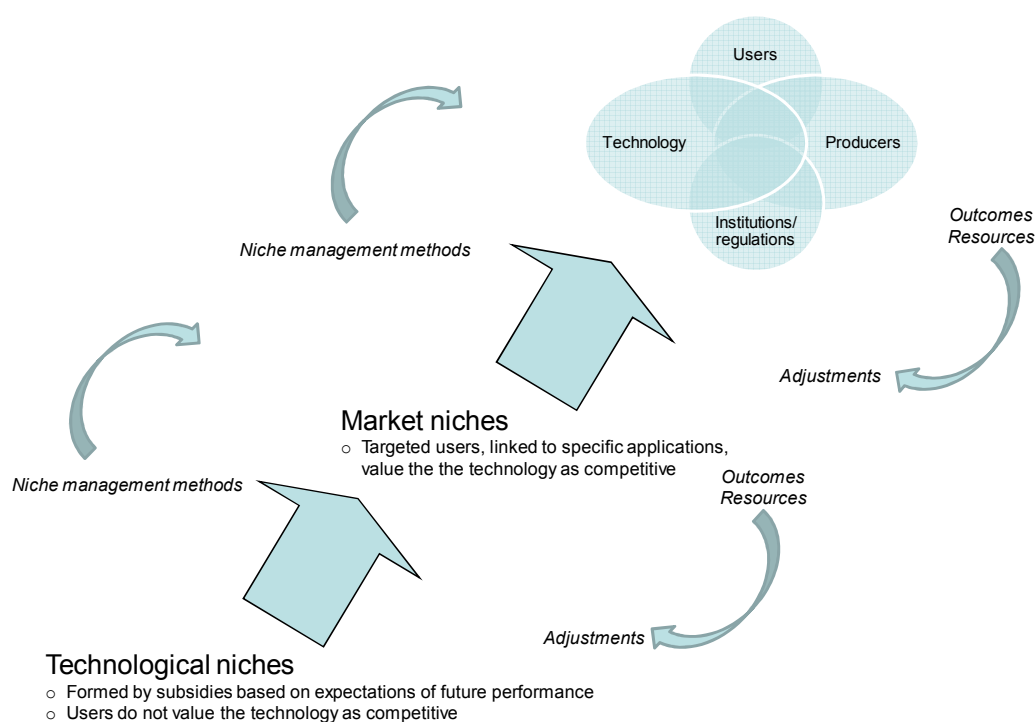 Users
Technology
Producers
Institutions/
regulations
Outcomes
Resources
Niche management methods
Adjustments
Market niches
o Targeted users, linked to specific applications,
value the the technology as competitive
Outcomes
Resources
Niche management methods
Adjustments
Technological niches
o Formed by subsidies based on expectations of future performance
o Users do not value the technology as competitive